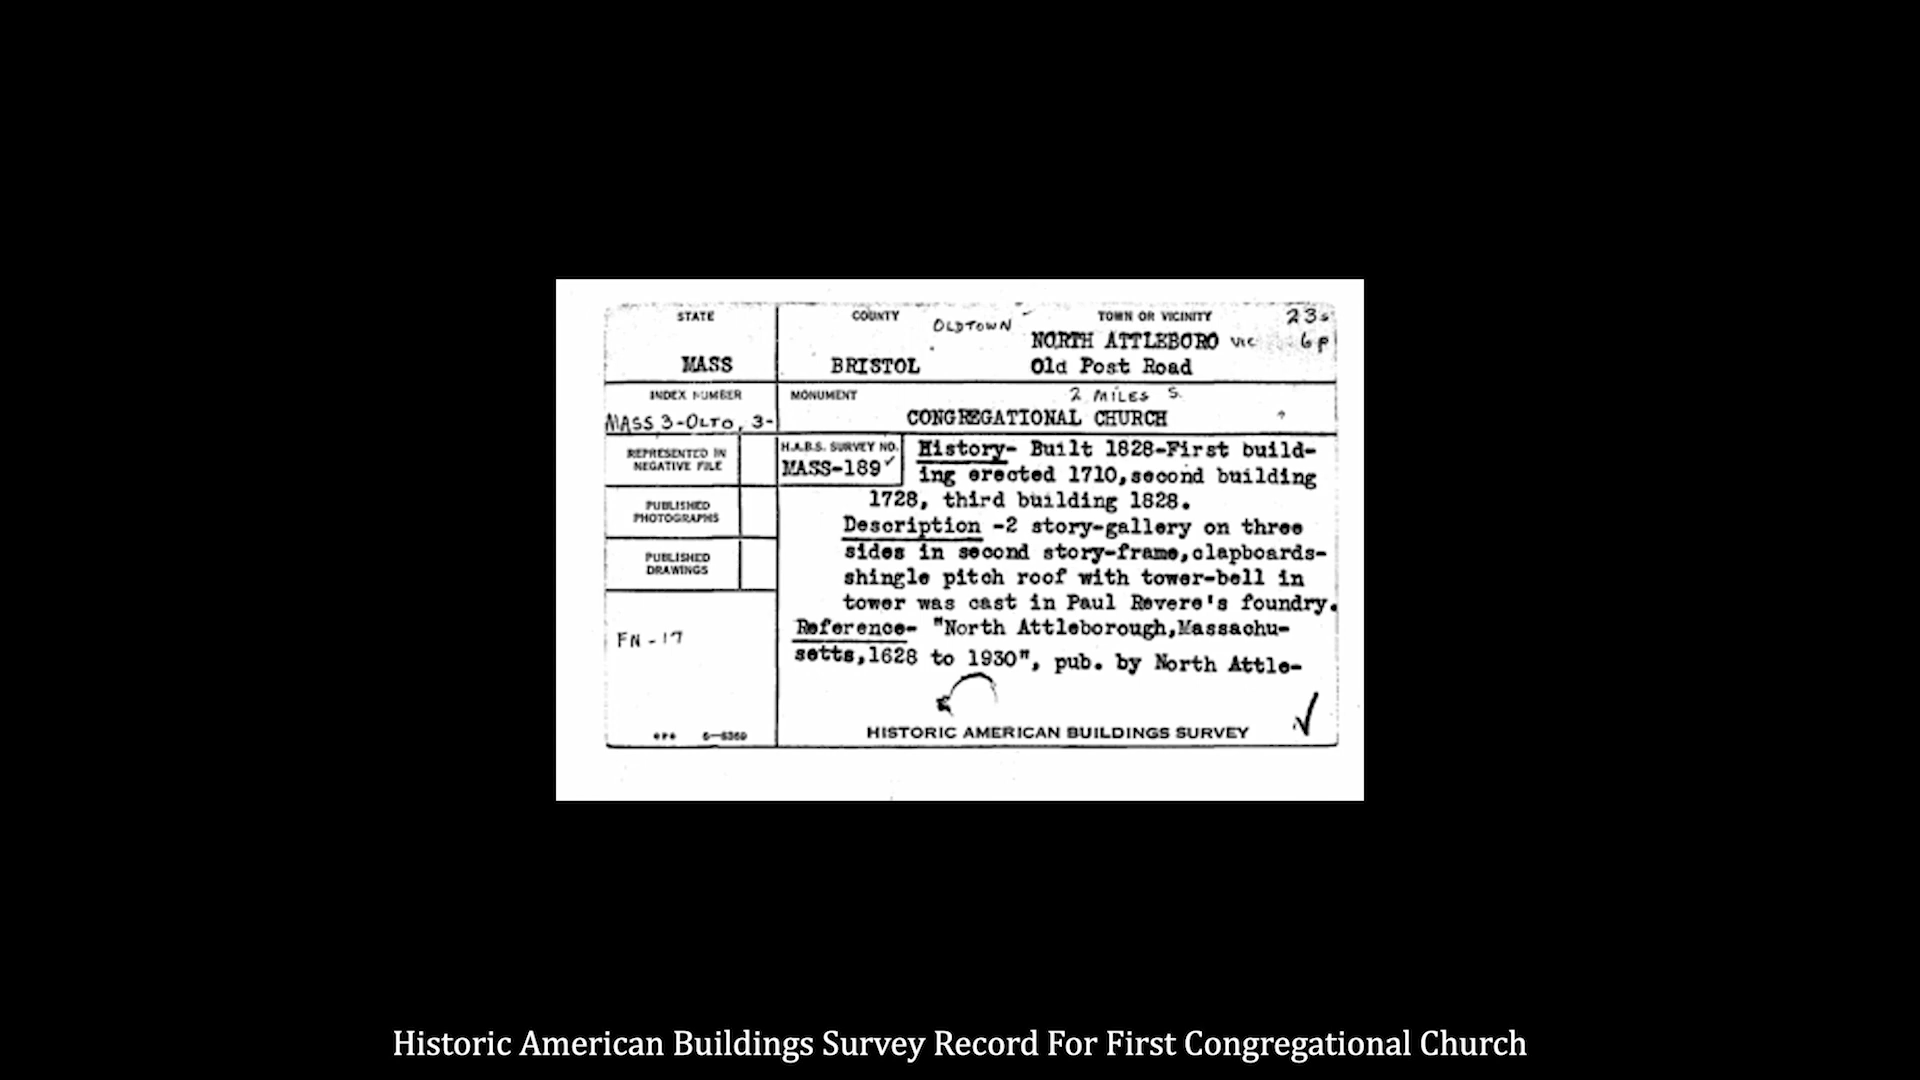 STATE
COUNTY
OLDTOWN
TOWN OR VICINITY
23
NORTH ATTLEBORO VIC
6 P
MASS
BRISTOL
Old Post Road
INDEX NUMBER
MONUMENT
2 MILES S.
MASS 3-OLTO, 3-
CONGREGATIONAL CHURCH
REPRESENTED IN
NEGATIVE FILE
H.A.B.S. SURVEY NO.
MASS-189
History- Built 1828-First build-
ing erected 1710,second building
1728, third building 1828.
PUBLISHED
PHOTOGRAPHS
Description -2 story-gallery on three
sides in second story-frame,clapboards-
PUBLISHED
DRAWINGS
shingle pitch roof with tower-bell in
tower was cast in Paul Revere's foundry.
FN-17
Reference- "North Attleborough,Massachu-
setts,1628 to 1930", pub. by North Attle-
HISTORIC AMERICAN BUILDINGS SURVEY
Historic American Buildings Survey Record For First Congregational Church